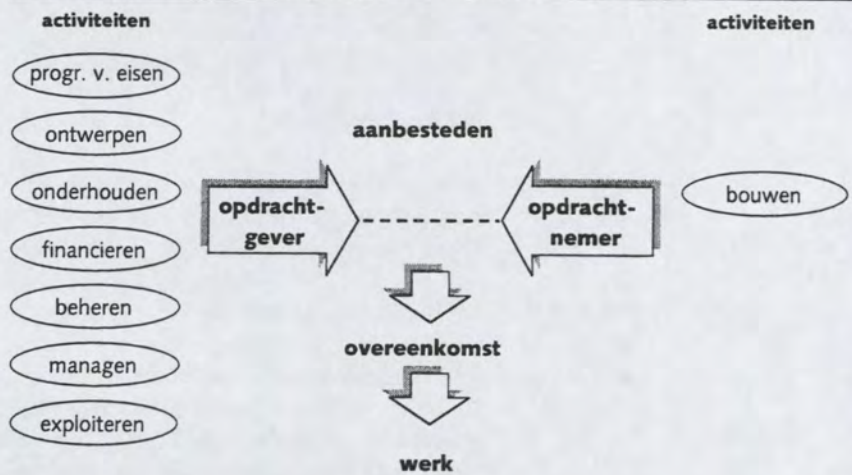 activiteiten
activiteiten
progr. v. eisen
ontwerpen
aanbesteden
onderhouden
opdracht-
gever
opdracht-
nemer
bouwen
financieren
beheren
overeenkomst
managen
exploiteren
werk